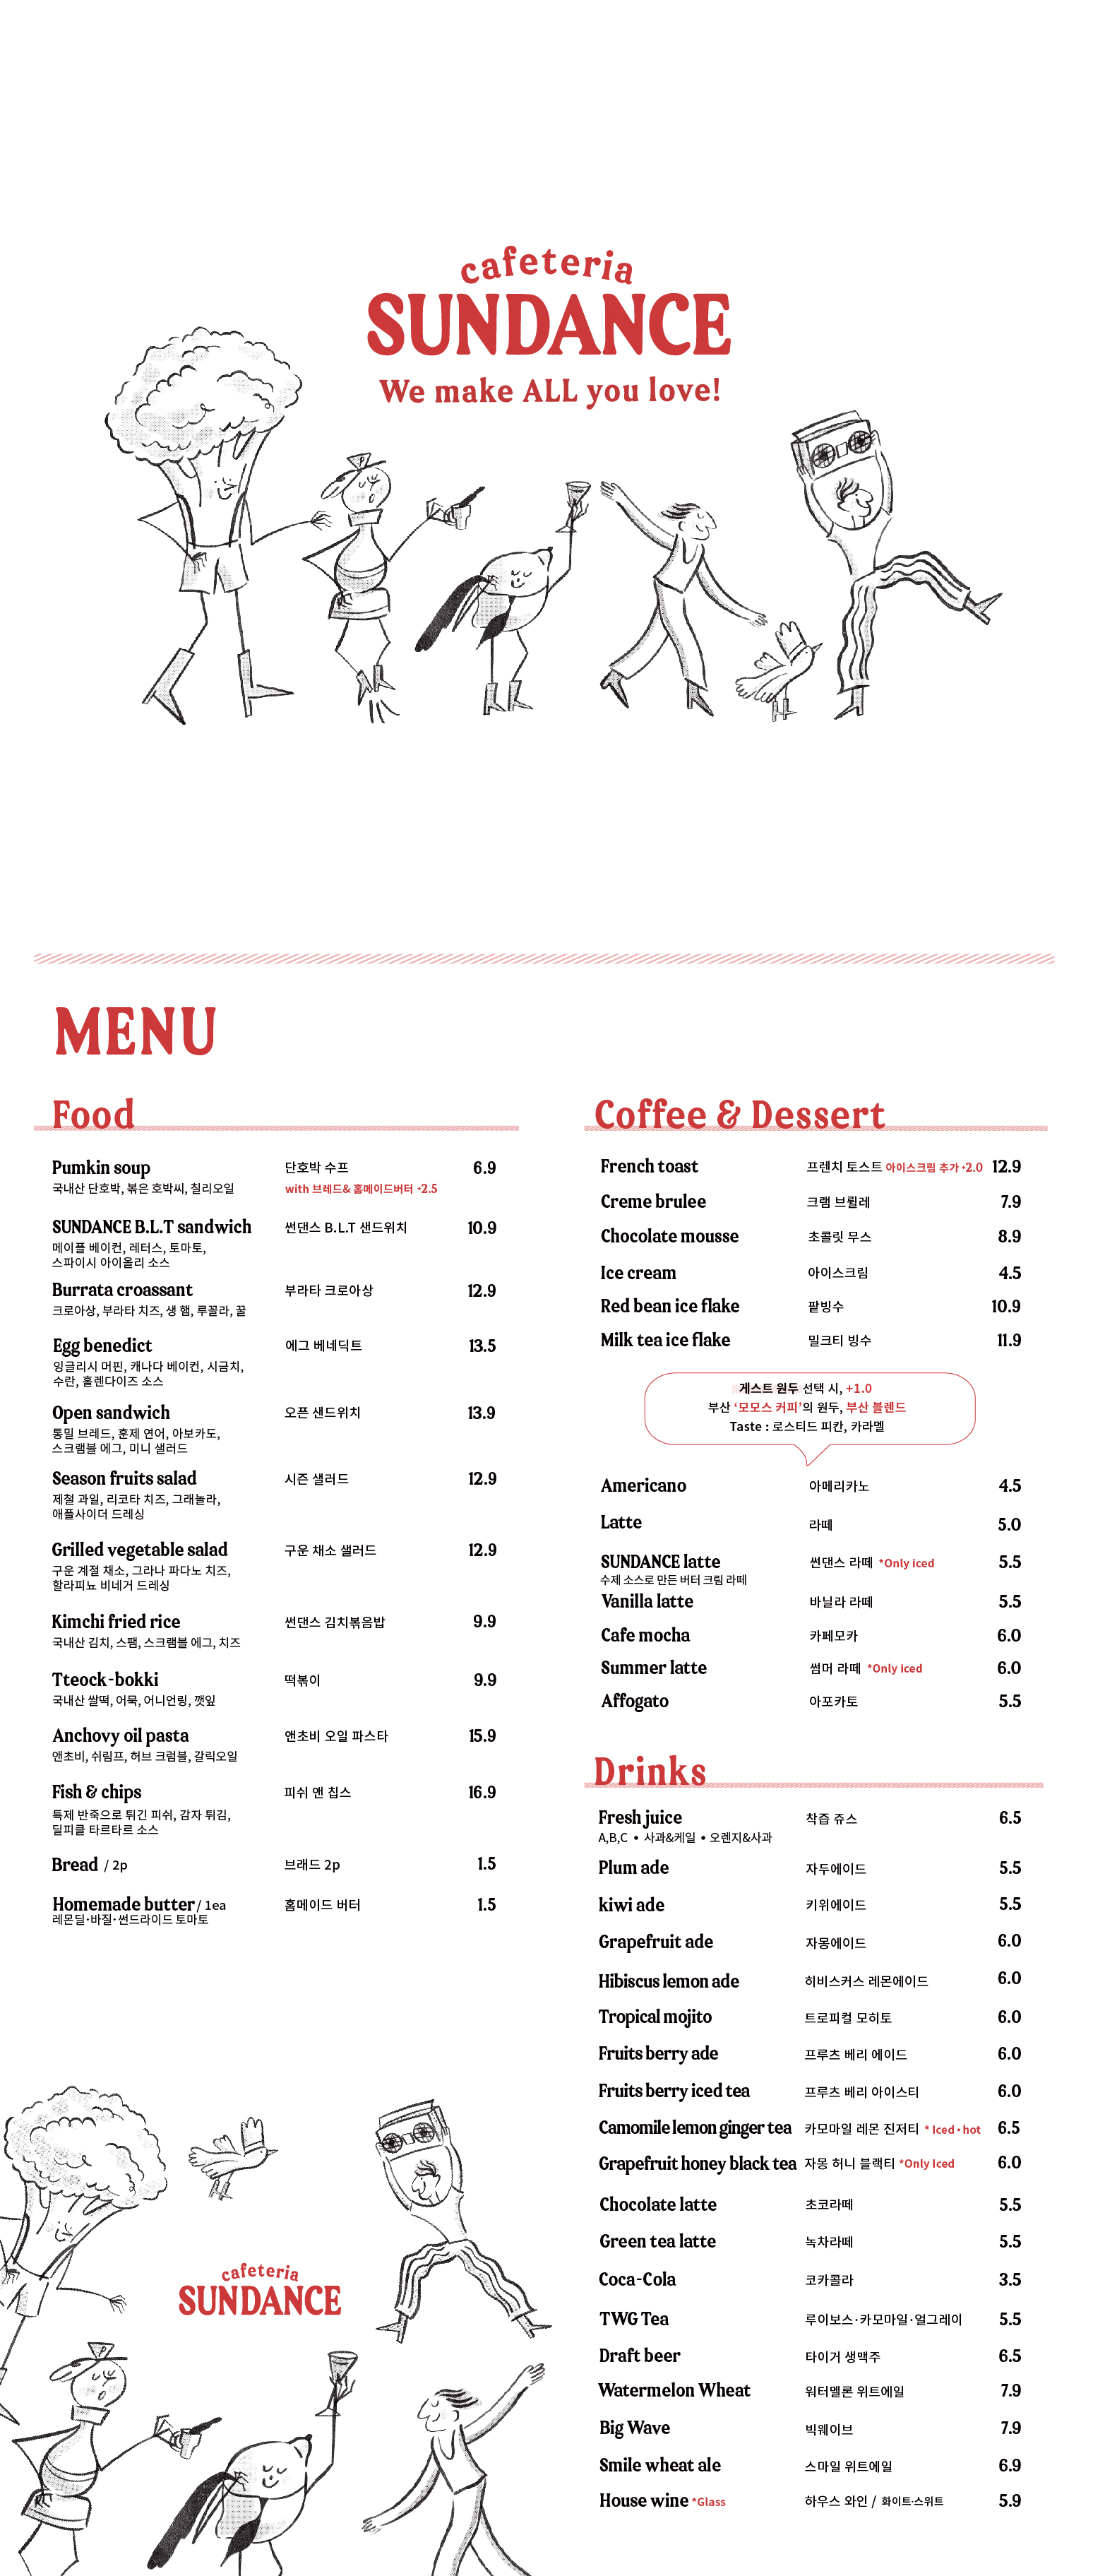 cafeteria
SUNDANCE
We make ALL you love!
MENU
Food
Pumkin soup 단호박 수프 6.9
국내산 단호박, 볶은 호박씨, 칠리오일 with 브레드& 홈메이드버터 +2.5
SUNDANCE B.L.T sandwich 썬댄스 B.L.T 샌드위치 10.9
메이플 베이컨, 레터스, 토마토,
스파이시 아이올리 소스
Burrata croassant 부라타 크로아상 12.9
크로아상, 부라타 치즈, 생 햄, 루꼴라, 꿀
Egg benedict 에그 베네딕트 13.5
잉글리시 머핀, 캐나다 베이컨, 시금치,
수란, 홀렌다이즈 소스
Open sandwich 오픈 샌드위치 13.9
통밀 브레드, 훈제 연어, 아보카도,
스크램블 에그, 미니 샐러드
Season fruits salad 시즌 샐러드 12.9
제철 과일, 리코타 치즈, 그래놀라,
애플사이더 드레싱
Grilled vegetable salad 구운 채소 샐러드 12.9
구운 계절 채소, 그라나 파다노 치즈,
할라피뇨 비네거 드레싱
Kimchi fried rice 썬댄스 김치볶음밥 9.9
국내산 김치, 스팸, 스크램블 에그, 치즈
Tteock-bokki 떡볶이 9.9
국내산 쌀떡, 어묵, 어니언링, 깻잎
Anchovy oil pasta 앤초비 오일 파스타 15.9
앤초비, 쉬림프, 허브 크럼블, 갈릭오일
Fish & chips 피쉬 앤 칩스 16.9
특제 반죽으로 튀긴 피쉬, 감자 튀김,
딜피클 타르타르 소스
Bread / 2p 브래드 2p 1.5
Homemade butter / 1ea 홈메이드 버터 1.5
레몬딜·바질·썬드라이드 토마토
Coffee & Dessert
French toast 프렌치 토스트 아이스크림 추가 +2.0 12.9
Creme brulee 크램 브륄레 7.9
Chocolate mousse 초콜릿 무스 8.9
Ice cream 아이스크림 4.5
Red bean ice flake 팥빙수 10.9
Milk tea ice flake 밀크티 빙수 11.9
게스트 원두 선택 시, +1.0
부산 ‘모모스 커피’의 원두, 부산 블렌드
Taste : 로스티드 피칸, 카라멜
Americano 아메리카노 4.5
Latte 라떼 5.0
SUNDANCE latte 썬댄스 라떼 *Only iced 5.5
수제 소스로 만든 버터 크림 라떼
Vanilla latte 바닐라 라떼 5.5
Cafe mocha 카페모카 6.0
Summer latte 썸머 라떼 *Only iced 6.0
Affogato 아포카토 5.5
Drinks
Fresh juice 착즙 쥬스 6.5
A,B,C • 사과&케일 • 오렌지&사과
Plum ade 자두에이드 5.5
kiwi ade 키위에이드 5.5
Grapefruit ade 자몽에이드 6.0
Hibiscus lemon ade 히비스커스 레몬에이드 6.0
Tropical mojito 트로피컬 모히토 6.0
Fruits berry ade 프루츠 베리 에이드 6.0
Fruits berry iced tea 프루츠 베리 아이스티 6.0
Camomile lemon ginger tea 카모마일 레몬 진저티 * Iced • hot 6.5
Grapefruit honey black tea 자몽 허니 블랙티 *Only Iced 6.0
Chocolate latte 초코라떼 5.5
Green tea latte 녹차라떼 5.5
Coca-Cola 코카콜라 3.5
TWG Tea 루이보스·카모마일·얼그레이 5.5
Draft beer 타이거 생맥주 6.5
Watermelon Wheat 워터멜론 위트에일 7.9
Big Wave 빅웨이브 7.9
Smile wheat ale 스마일 위트에일 6.9
House wine *Glass 하우스 와인 / 화이트·스위트 5.9
cafeteria
SUNDANCE